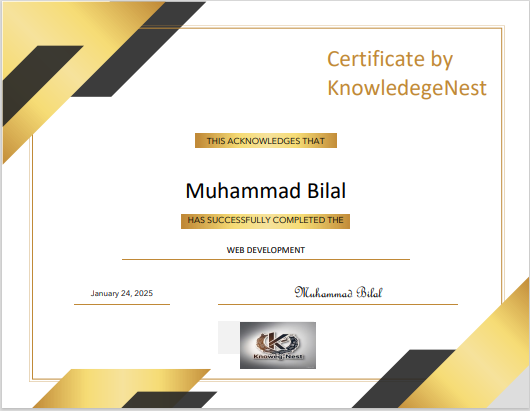 Certificate by
KnowledegeNest
THIS ACKNOWLEDGES THAT
Muhammad Bilal
HAS SUCCESSFULLY COMPLETED THE
WEB DEVELOPMENT
January 24, 2025
Muhammad Bilal
K
Knoweg-Nest